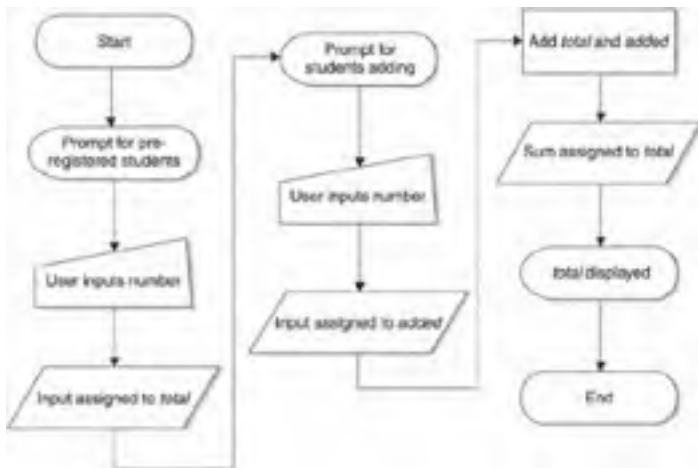 Start
Prompt for pre-
registered students
User inputs number
Input assigned to total
Prompt for
students adding
User inputs number
Input assigned to added
Add total and added
Sum assigned to total
total displayed
End